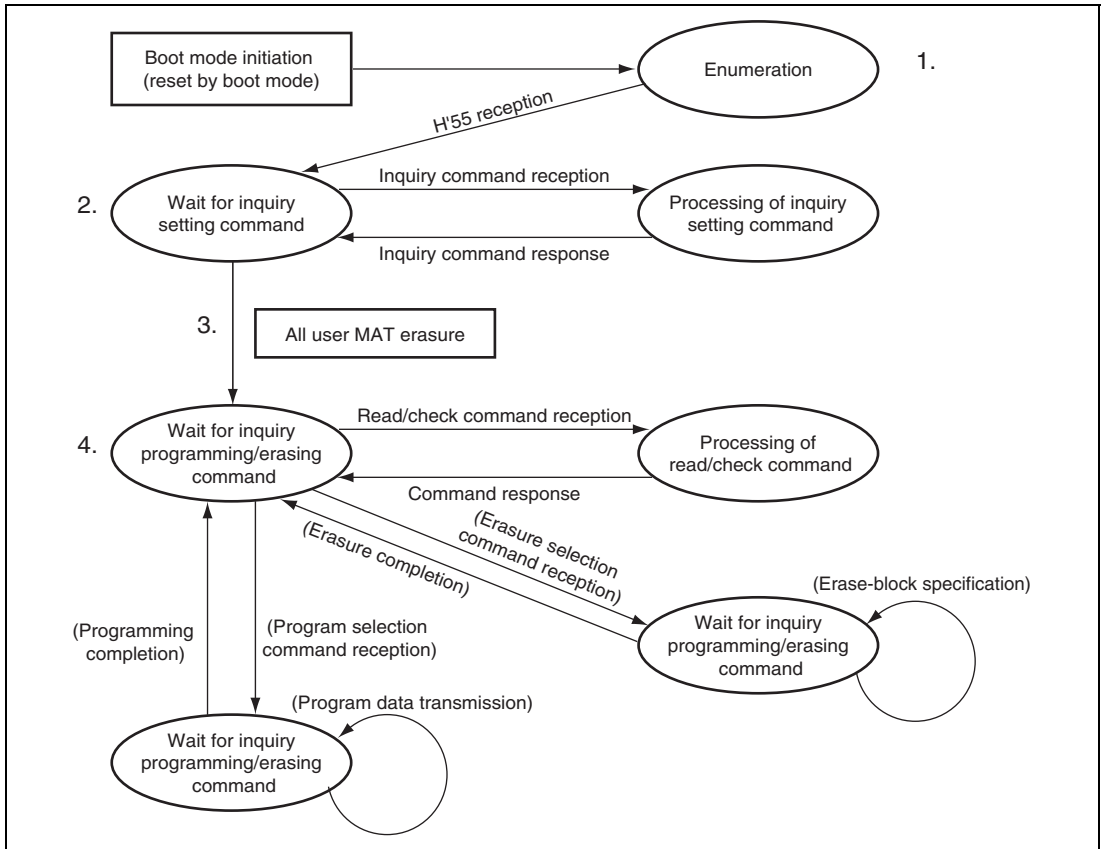 Boot mode initiation
(reset by boot mode)
Enumeration
1.
H'55 reception
2.
Wait for inquiry
setting command
Inquiry command reception
Inquiry command response
Processing of inquiry
setting command
3.
All user MAT erasure
4.
Wait for inquiry
programming/erasing
command
Read/check command reception
Command response
Processing of
read/check command
(Erasure selection
command reception)
(Erasure completion)
(Erase-block specification)
Wait for inquiry
programming/erasing
command
(Programming
completion)
(Program selection
command reception)
(Program data transmission)
Wait for inquiry
programming/erasing
command